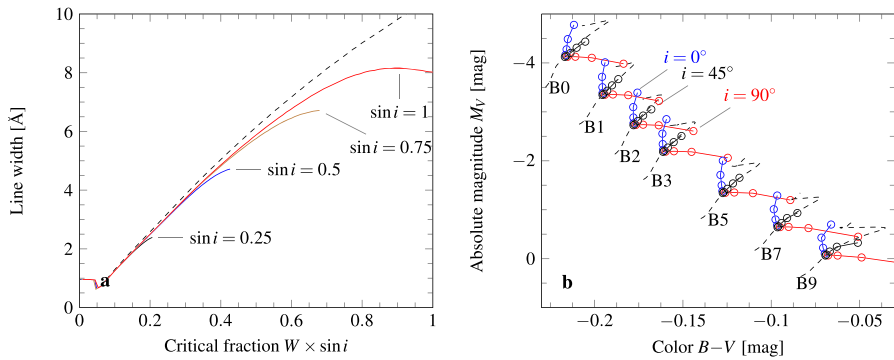 10
8
6
4
2
0
Line width [Å]
sin i = 1
sin i = 0.75
sin i = 0.5
sin i = 0.25
a
0
0.2
0.4
0.6
0.8
1
Critical fraction W × sin i
−4
−2
0
Absolute magnitude M_V [mag]
i = 0°
i = 45°
i = 90°
B0
B1
B2
B3
B5
B7
B9
b
−0.2
−0.15
−0.1
−0.05
Color B−V [mag]